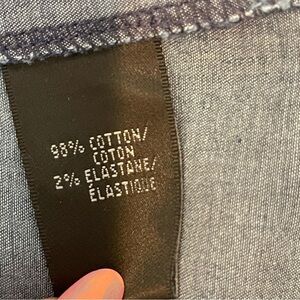 98% COTTON/
COTON
2% ELASTANE/
ÉLASTIQUE